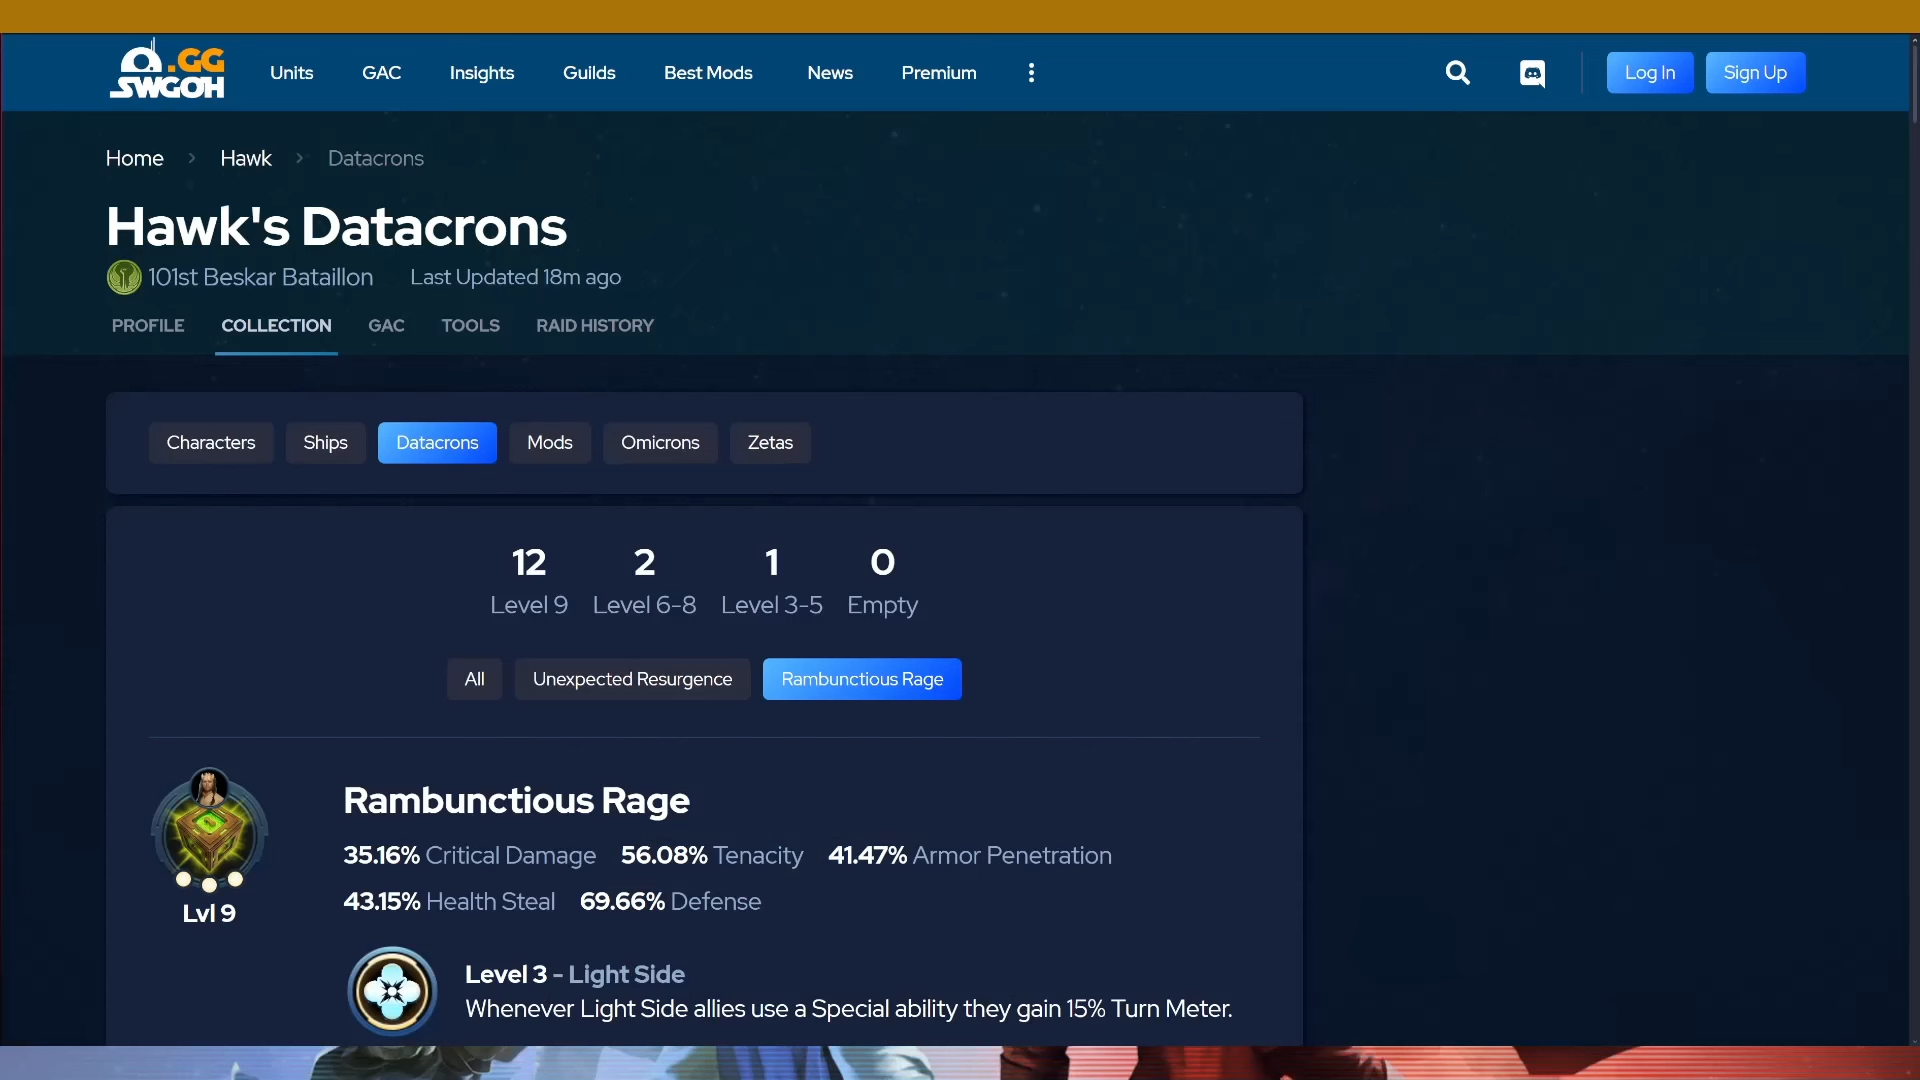 .GG
SWGOH
Units GAC Insights Guilds Best Mods News Premium
Log In Sign Up
Home > Hawk > Datacrons
Hawk's Datacrons
101st Beskar Bataillon Last Updated 18m ago
PROFILE COLLECTION GAC TOOLS RAID HISTORY
Characters Ships Datacrons Mods Omicrons Zetas
12 2 1 0
Level 9 Level 6-8 Level 3-5 Empty
All Unexpected Resurgence Rambunctious Rage
Rambunctious Rage
35.16% Critical Damage 56.08% Tenacity 41.47% Armor Penetration
43.15% Health Steal 69.66% Defense
Lvl 9
Level 3 - Light Side
Whenever Light Side allies use a Special ability they gain 15% Turn Meter.